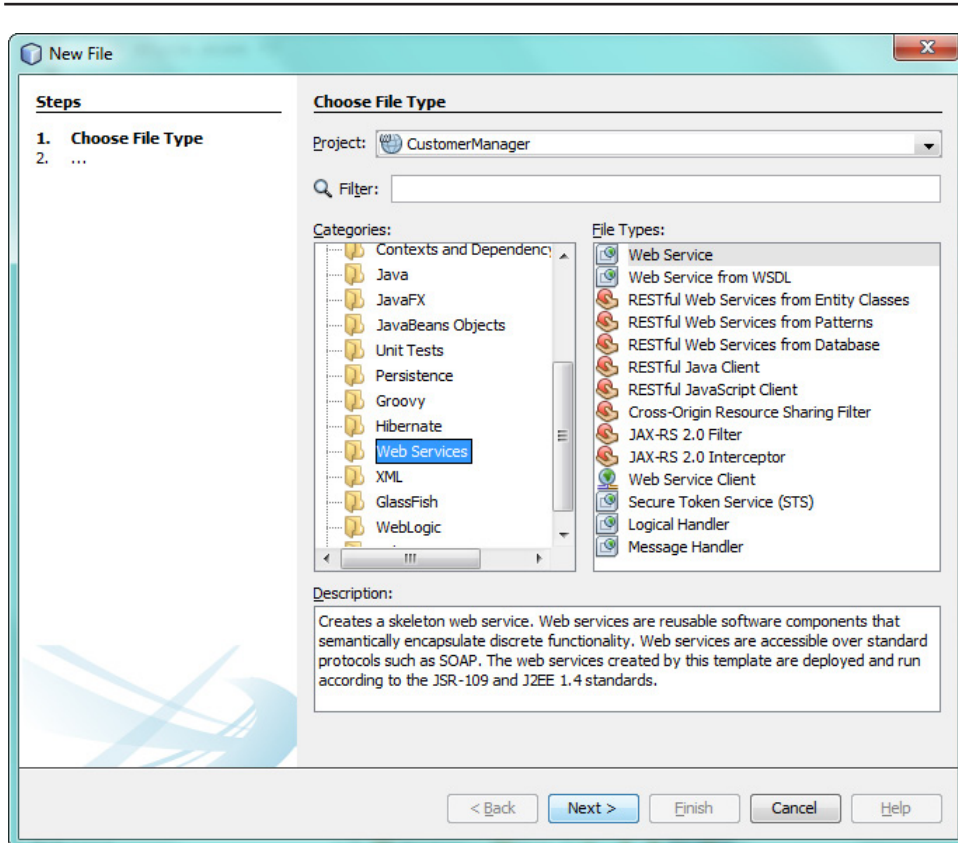 New File
Steps
1. Choose File Type
2. ...
Choose File Type
Project: CustomerManager
Filter:
Categories:
Contexts and Dependency
Java
JavaFX
JavaBeans Objects
Unit Tests
Persistence
Groovy
Hibernate
Web Services
XML
GlassFish
WebLogic
File Types:
Web Service
Web Service from WSDL
RESTful Web Services from Entity Classes
RESTful Web Services from Patterns
RESTful Web Services from Database
RESTful Java Client
RESTful JavaScript Client
Cross-Origin Resource Sharing Filter
JAX-RS 2.0 Filter
JAX-RS 2.0 Interceptor
Web Service Client
Secure Token Service (STS)
Logical Handler
Message Handler
Description:
Creates a skeleton web service. Web services are reusable software components that
semantically encapsulate discrete functionality. Web services are accessible over standard
protocols such as SOAP. The web services created by this template are deployed and run
according to the JSR-109 and J2EE 1.4 standards.
< Back Next > Finish Cancel Help